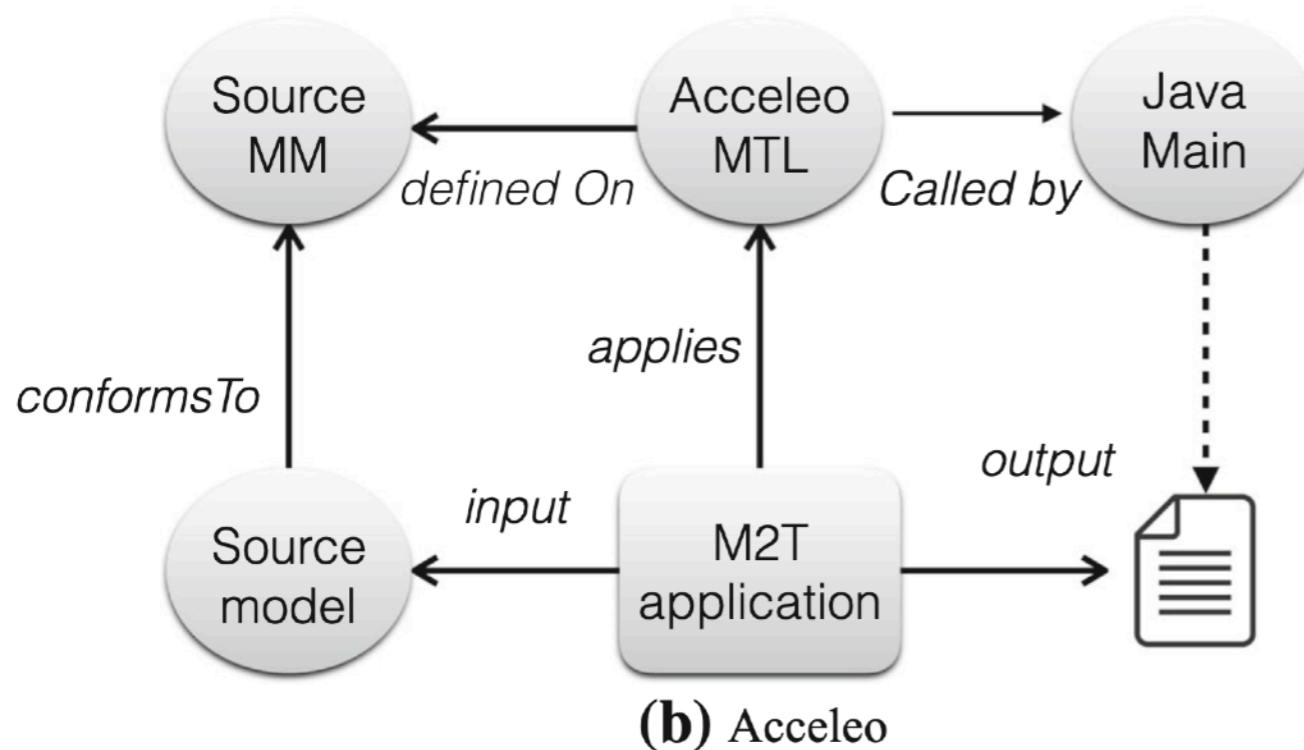 Source
MM
defined On
Acceleo
MTL
Called by
Java
Main
conformsTo
applies
output
Source
model
input
M2T
application
(b) Acceleo